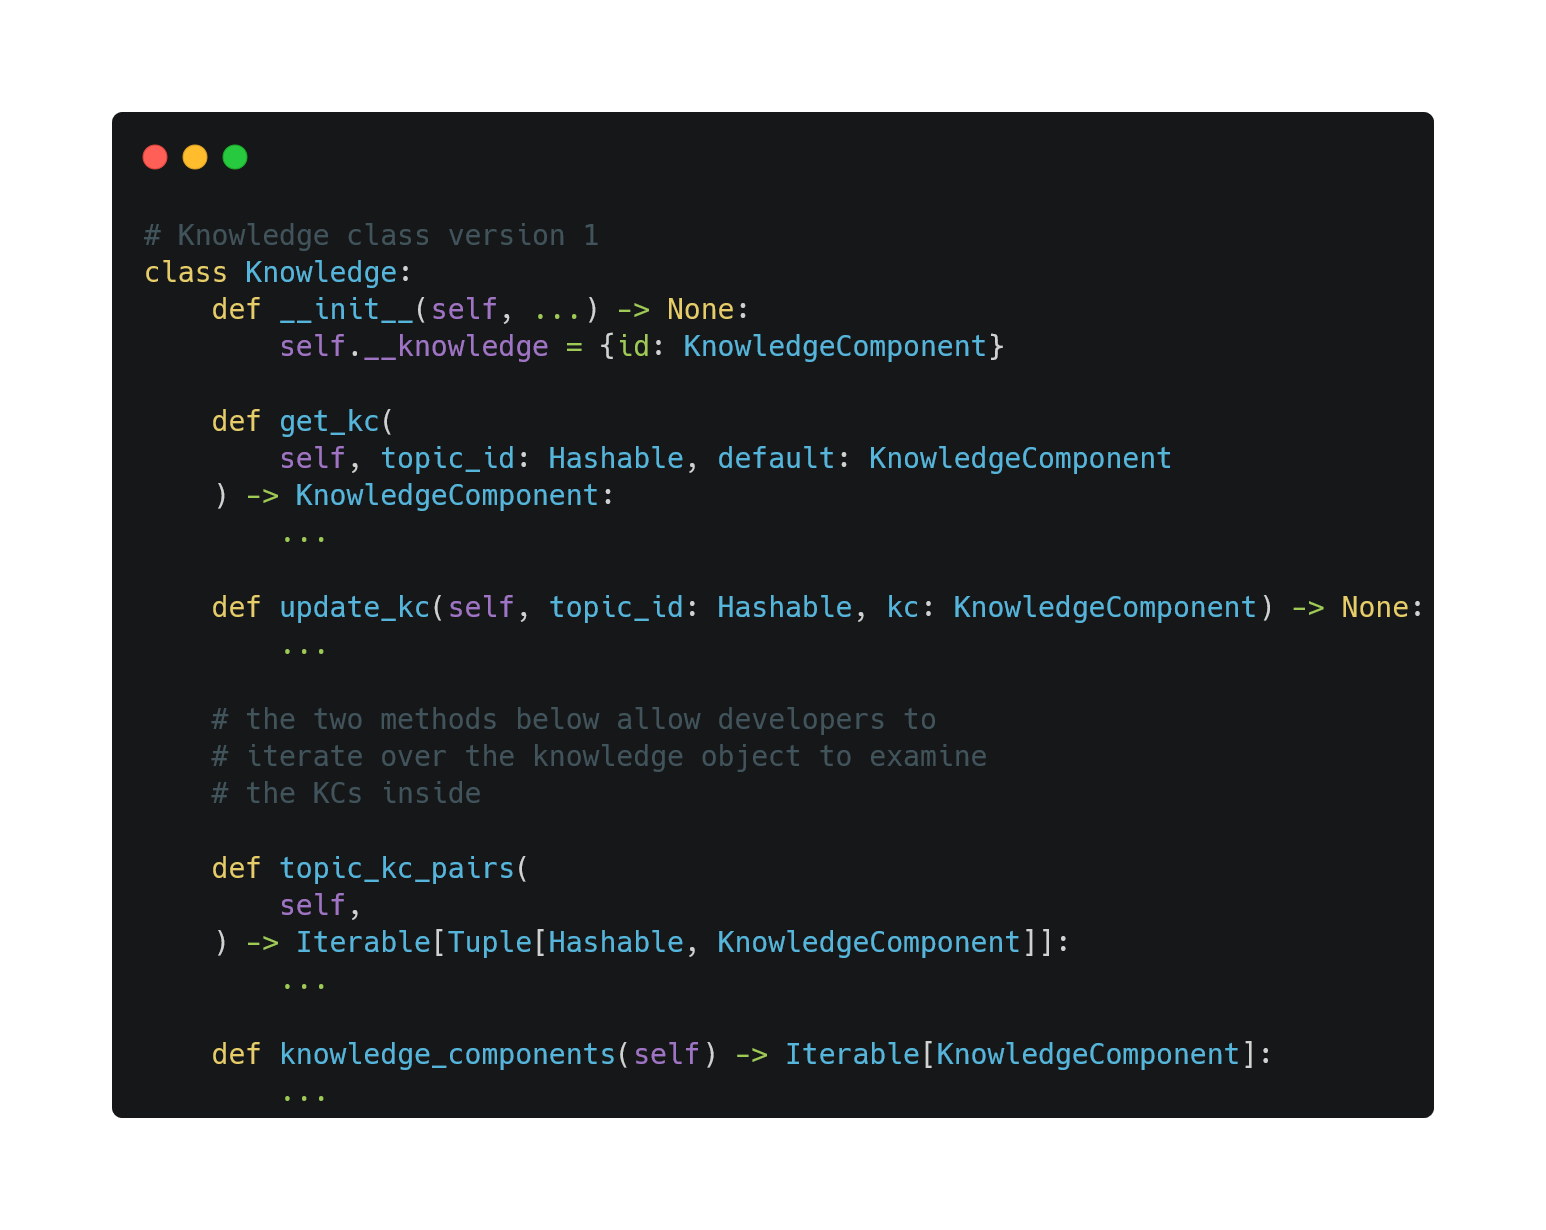 # Knowledge class version 1
class Knowledge:
    def __init__(self, ...) -> None:
        self.__knowledge = {id: KnowledgeComponent}

    def get_kc(
        self, topic_id: Hashable, default: KnowledgeComponent
    ) -> KnowledgeComponent:
        ...

    def update_kc(self, topic_id: Hashable, kc: KnowledgeComponent) -> None:
        ...

    # the two methods below allow developers to
    # iterate over the knowledge object to examine
    # the KCs inside

    def topic_kc_pairs(
        self,
    ) -> Iterable[Tuple[Hashable, KnowledgeComponent]]:
        ...

    def knowledge_components(self) -> Iterable[KnowledgeComponent]:
        ...